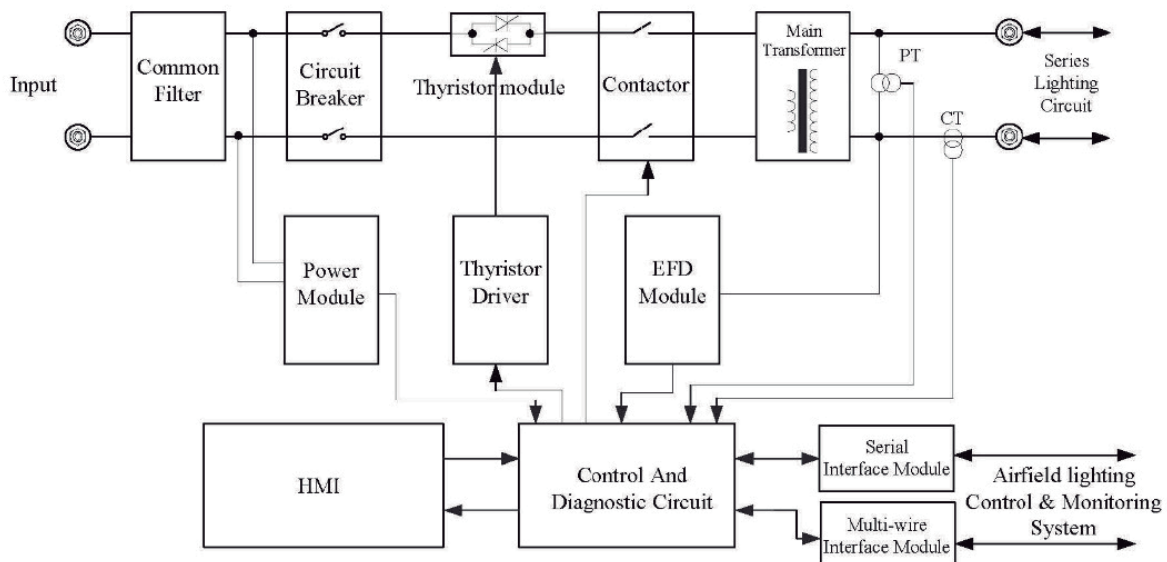 Input
Common
Filter
Circuit
Breaker
Thyristor module
Contactor
Main
Transformer
PT
CT
Series
Lighting
Circuit
Power
Module
Thyristor
Driver
EFD
Module
HMI
Control And
Diagnostic Circuit
Serial
Interface Module
Multi-wire
Interface Module
Airfield lighting
Control & Monitoring
System